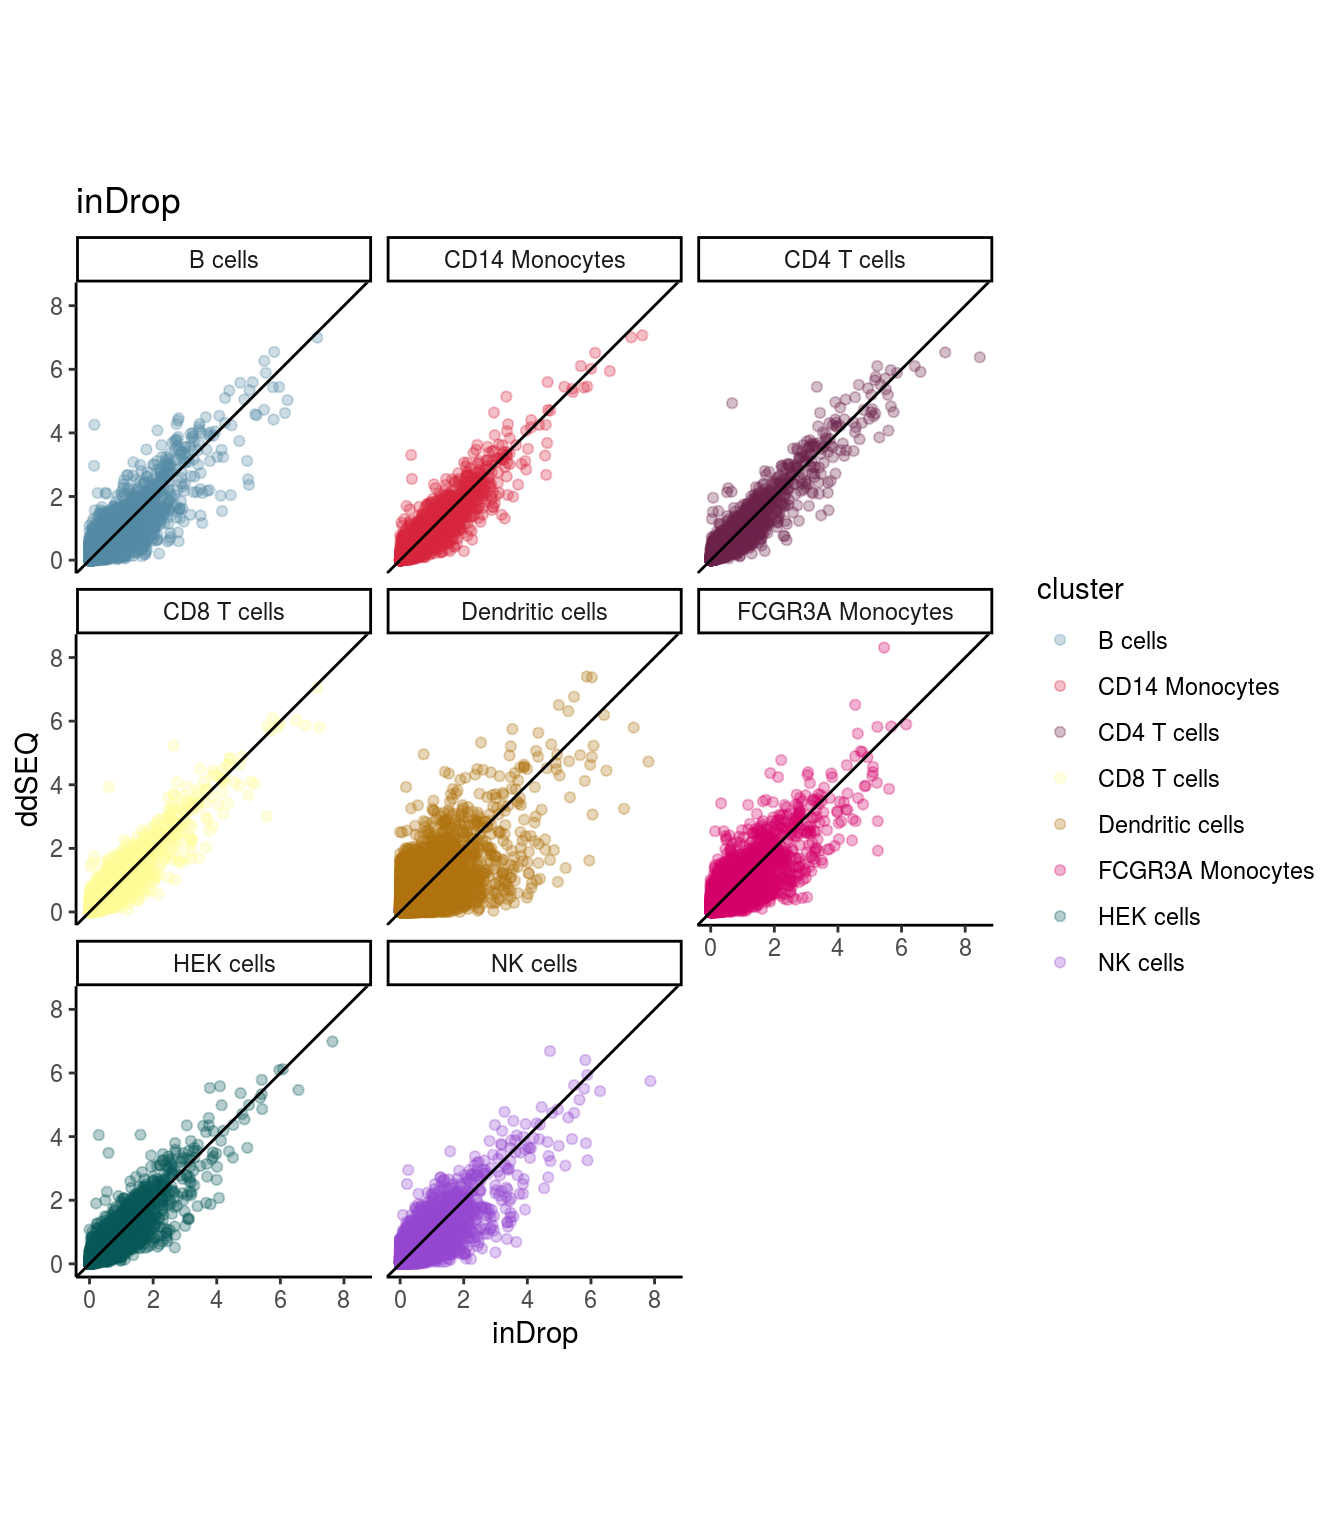 inDrop
B cells
CD14 Monocytes
CD4 T cells
8
6
4
2
0
CD8 T cells
Dendritic cells
FCGR3A Monocytes
8
6
4
2
0
0 2 4 6 8
HEK cells
NK cells
8
6
4
2
0
0 2 4 6 8
0 2 4 6 8
inDrop
ddSEQ
cluster
B cells
CD14 Monocytes
CD4 T cells
CD8 T cells
Dendritic cells
FCGR3A Monocytes
HEK cells
NK cells